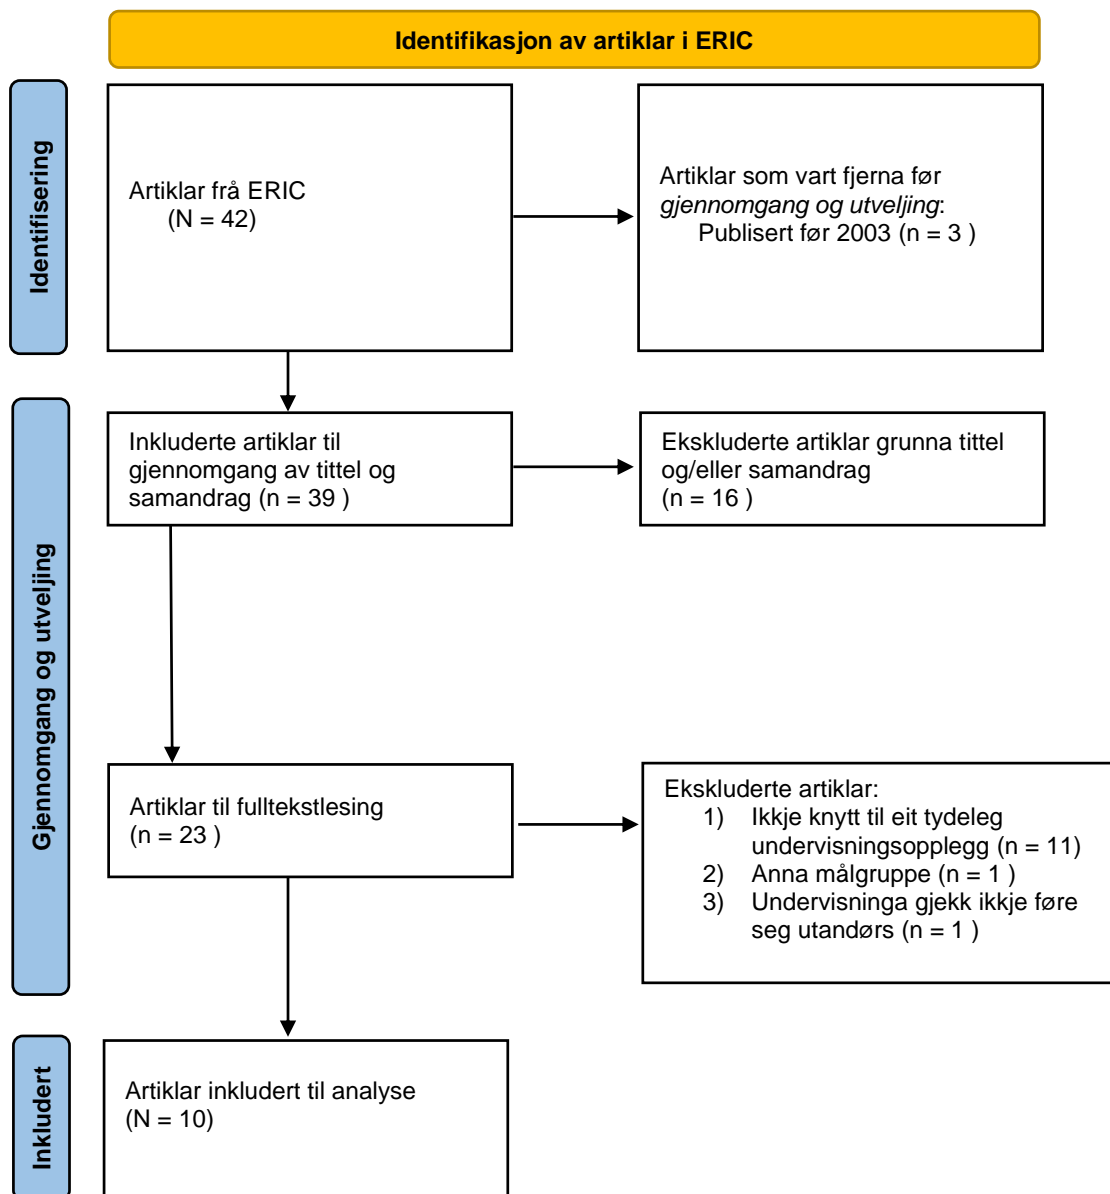 Identifikasjon av artiklar i ERIC
Identifisering
Artiklar frå ERIC
(N = 42)
Artiklar som vart fjerna før
gjennomgang og utveljing:
Publisert før 2003 (n = 3 )
Gjennomgang og utveljing
Inkluderte artiklar til
gjennomgang av tittel og
samandrag (n = 39 )
Ekskluderte artiklar grunna tittel
og/eller samandrag
(n = 16 )
Artiklar til fulltekstlesing
(n = 23 )
Ekskluderte artiklar:
1) Ikkje knytt til eit tydeleg
undervisningsopplegg (n = 11)
2) Anna målgruppe (n = 1 )
3) Undervisninga gjekk ikkje føre
seg utandørs (n = 1 )
Inkludert
Artiklar inkludert til analyse
(N = 10)